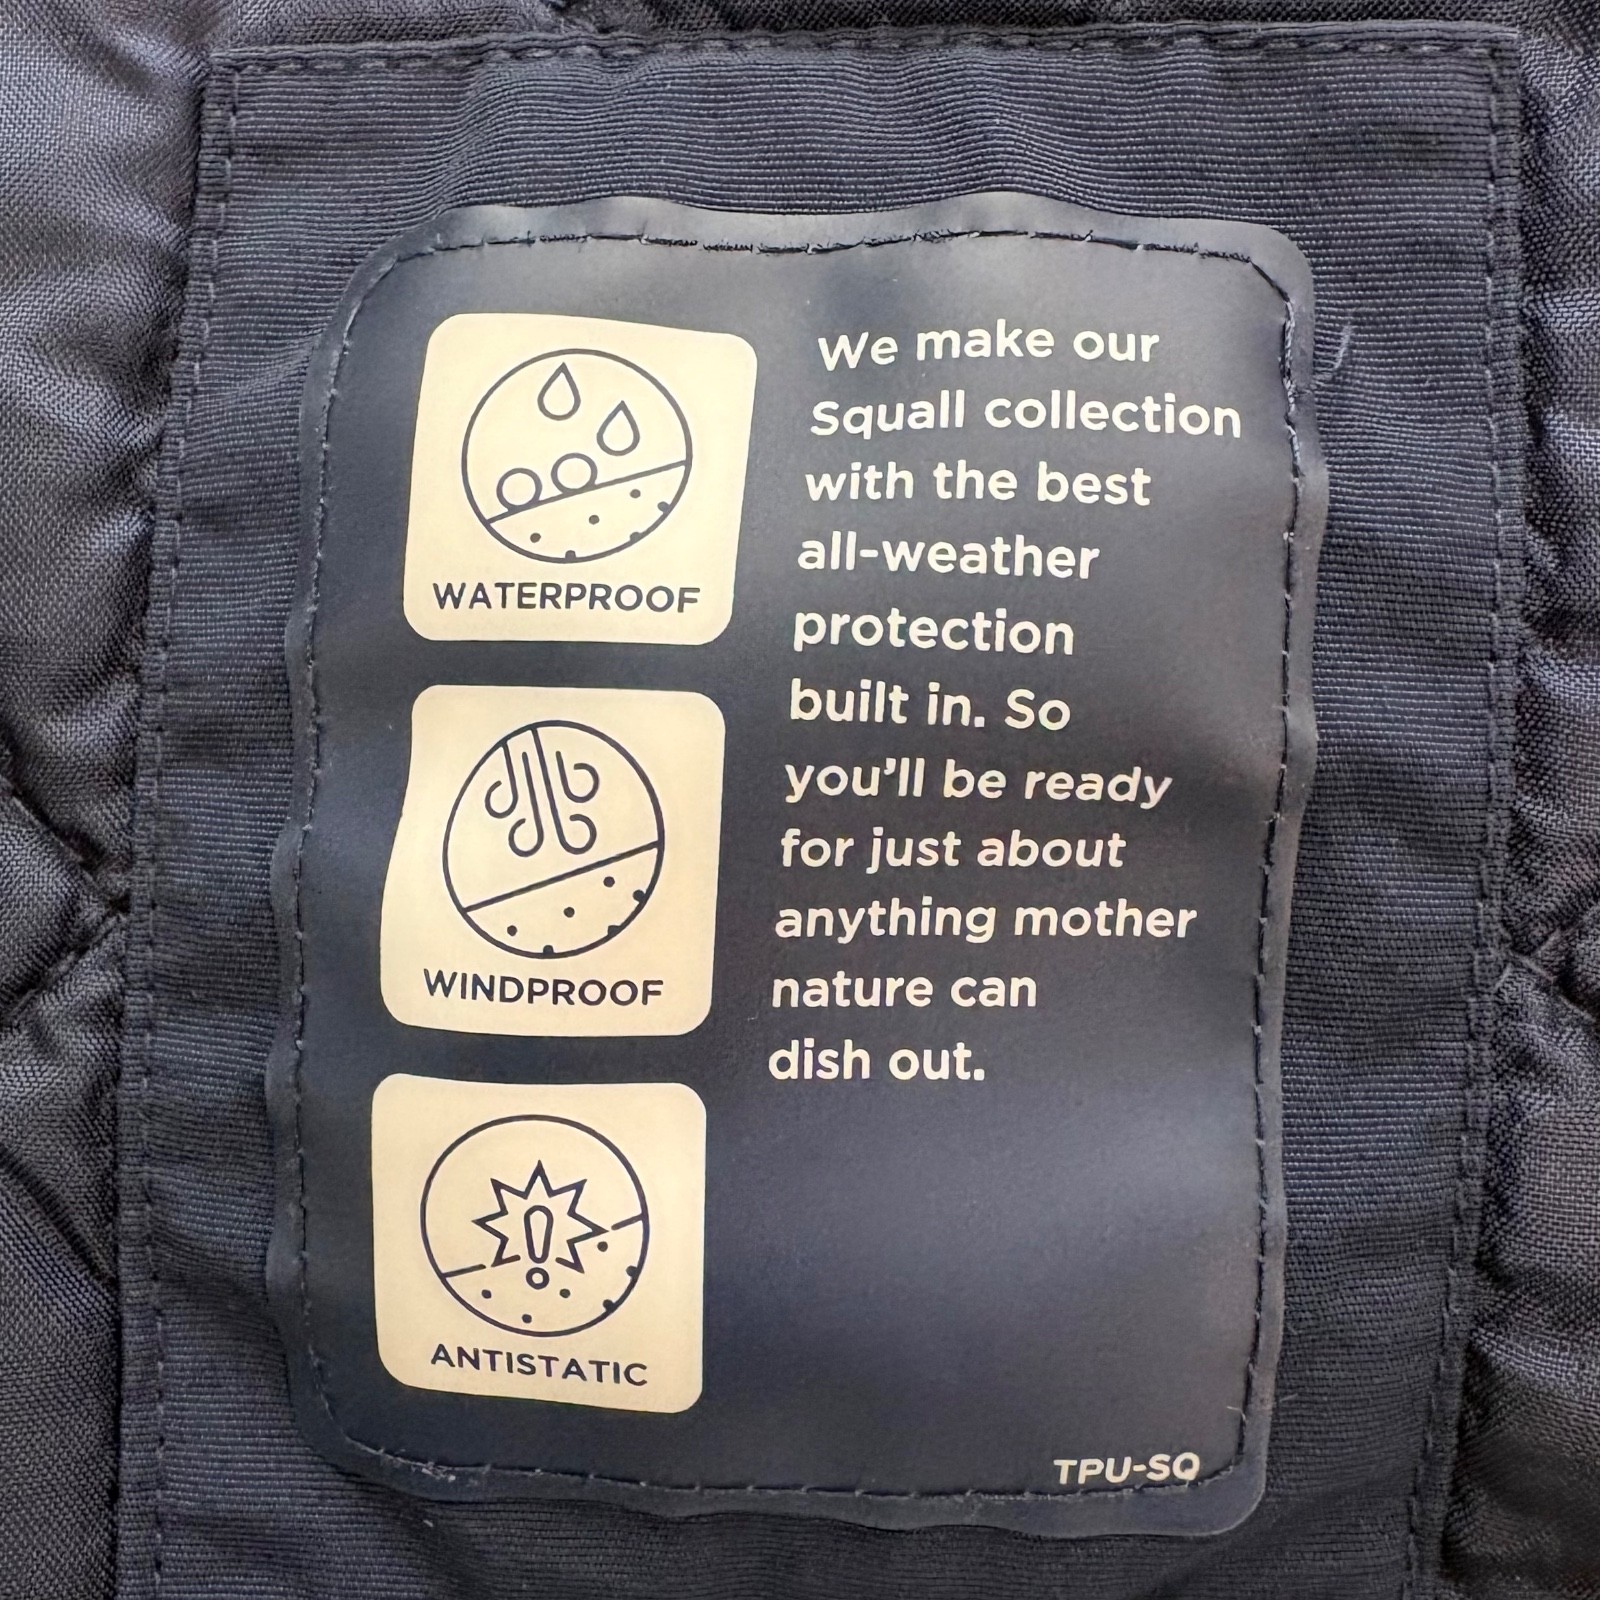 WATERPROOF
WINDPROOF
ANTISTATIC
We make our
Squall collection
with the best
all-weather
protection
built in. So
you'll be ready
for just about
anything mother
nature can
dish out.
TPU-SQ